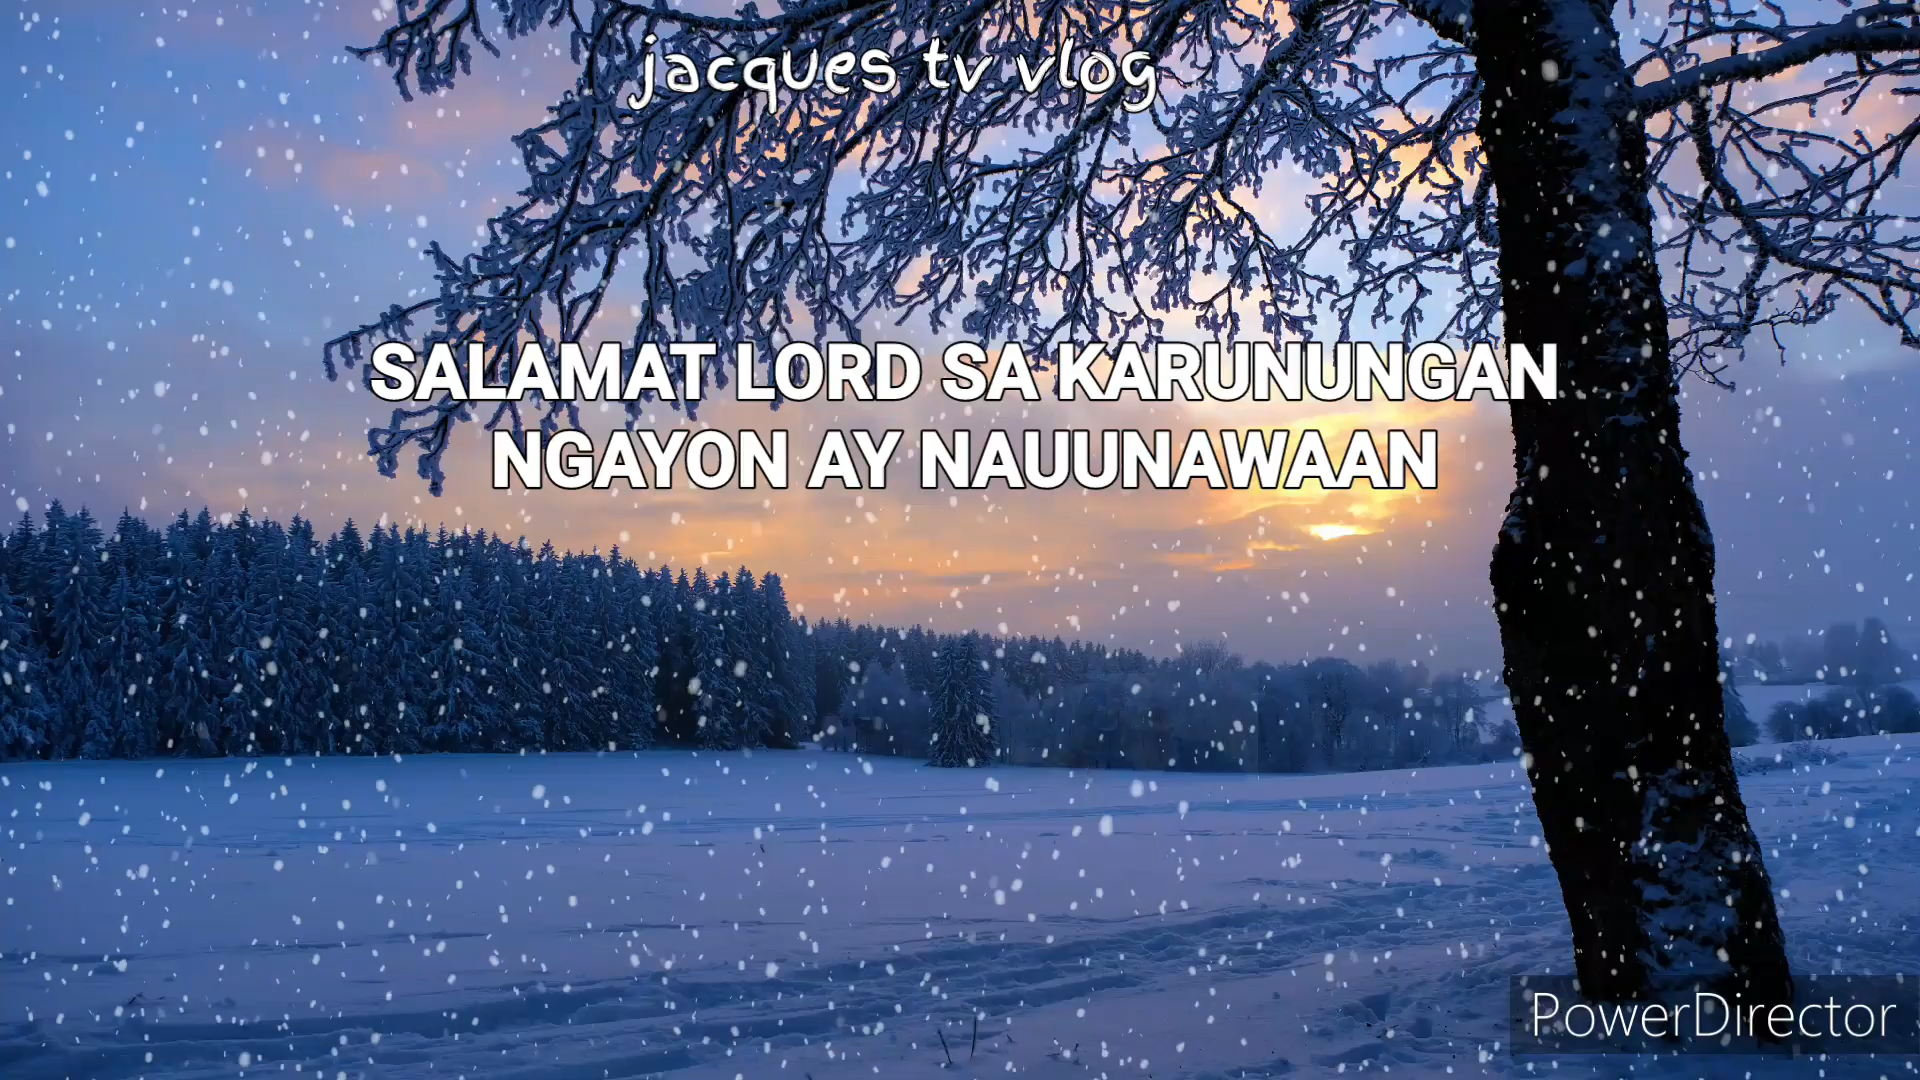 jacques tv vlog
SALAMAT LORD SA KARUNUNGAN
NGAYON AY NAUUNAWAAN
PowerDirector